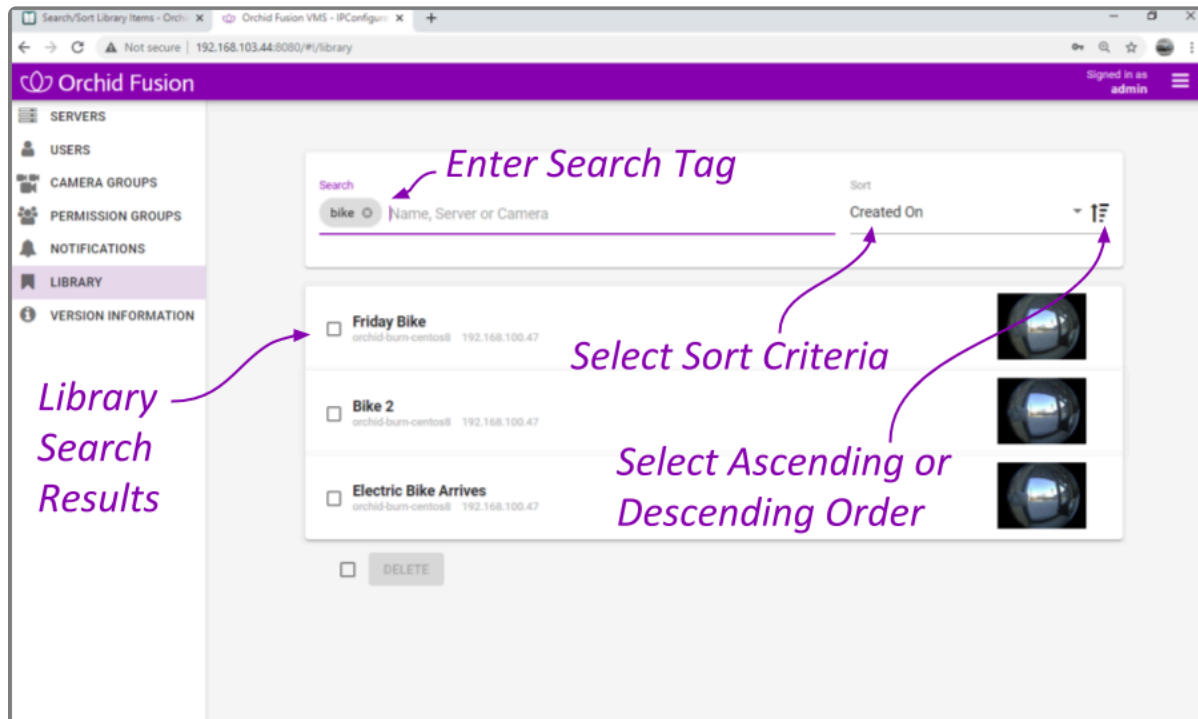 Search/Sort Library Items - Orchi
Orchid Fusion VMS - IPConfigure
Not secure | 192.168.103.44:8080/#!/library
Orchid Fusion
Signed in as
admin
SERVERS
USERS
CAMERA GROUPS
PERMISSION GROUPS
NOTIFICATIONS
LIBRARY
VERSION INFORMATION
Enter Search Tag
Search
Sort
bike
Name, Server or Camera
Created On
Friday Bike
orchid-burn-centos8 192.168.100.47
Select Sort Criteria
Library
Search
Results
Bike 2
orchid-burn-centos8 192.168.100.47
Select Ascending or
Descending Order
Electric Bike Arrives
orchid-burn-centos8 192.168.100.47
DELETE